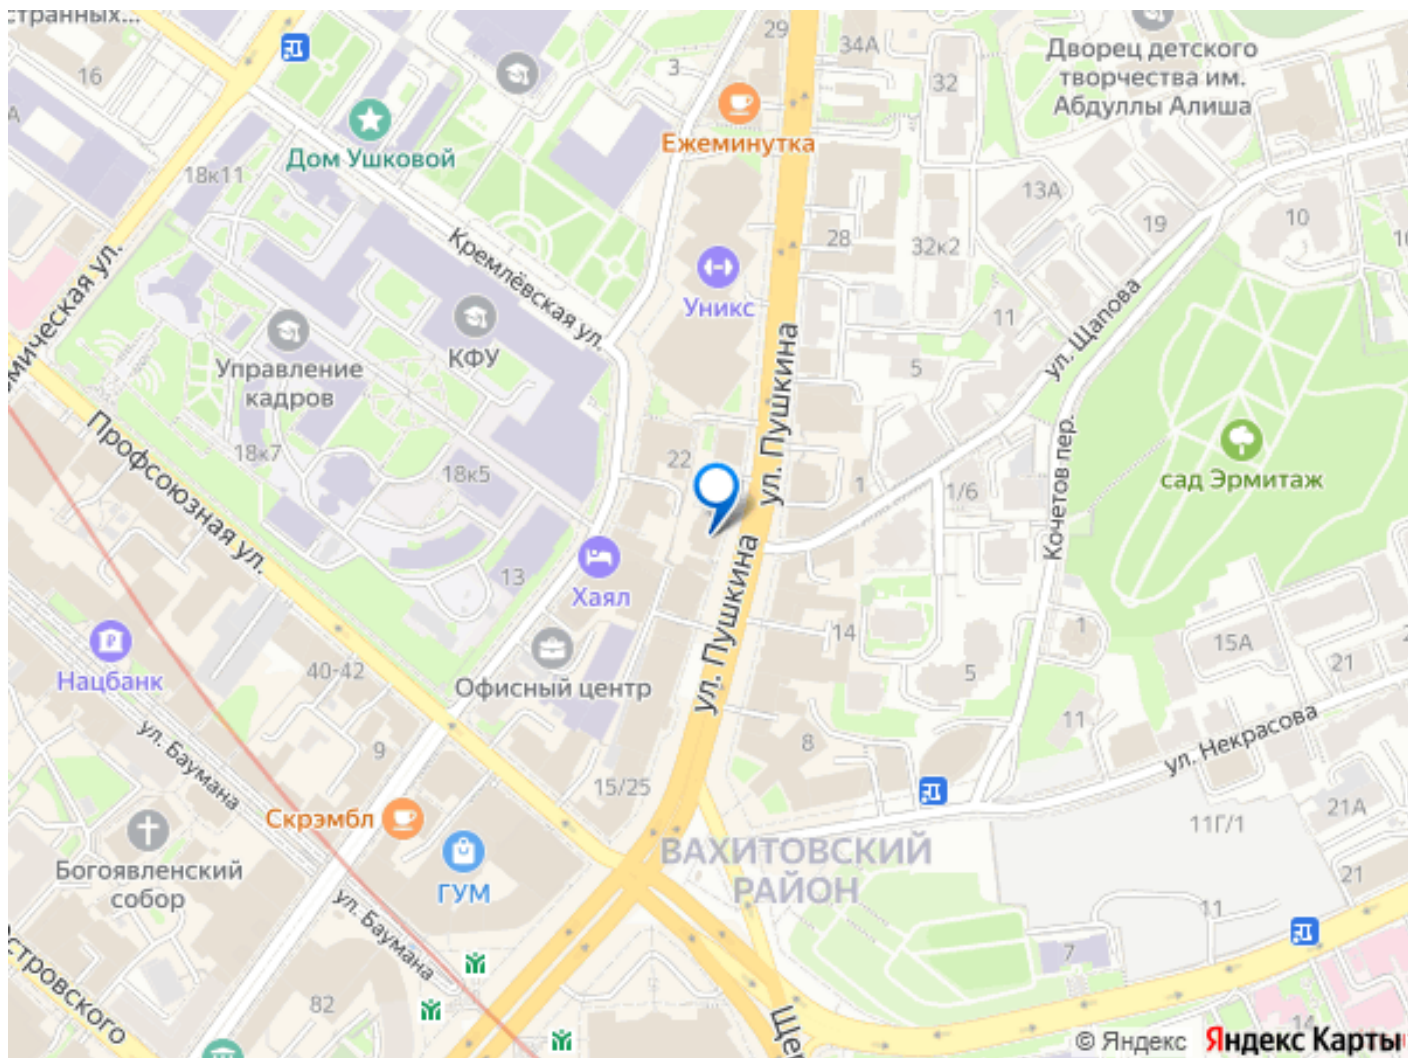 странных...
16
29
34А
3
32
Дворец детского
творчества им.
Абдуллы Алиша
Ежеминутка
Дом Ушковой
18к11
13А
19
10
28
32к2
Кремлёвская ул.
Уникс
ул. Пушкина
ул. Щапова
11
5
КФУ
Управление
кадров
Профсоюзная ул.
18к7
18к5
22
1
1/6
Кочетов пер.
сад Эрмитаж
13
Хаял
ул. Пушкина
14
1
15А
21
Нацбанк
40-42
Офисный центр
5
11
ул. Некрасова
ул. Баумана
9
8
15/25
Скрэмбл
21А
11Г/1
Богоявленский
собор
ГУМ
ВАХИТОВСКИЙ
РАЙОН
21
11
ул. Баумана
7
82
14
© Яндекс
Яндекс Карты